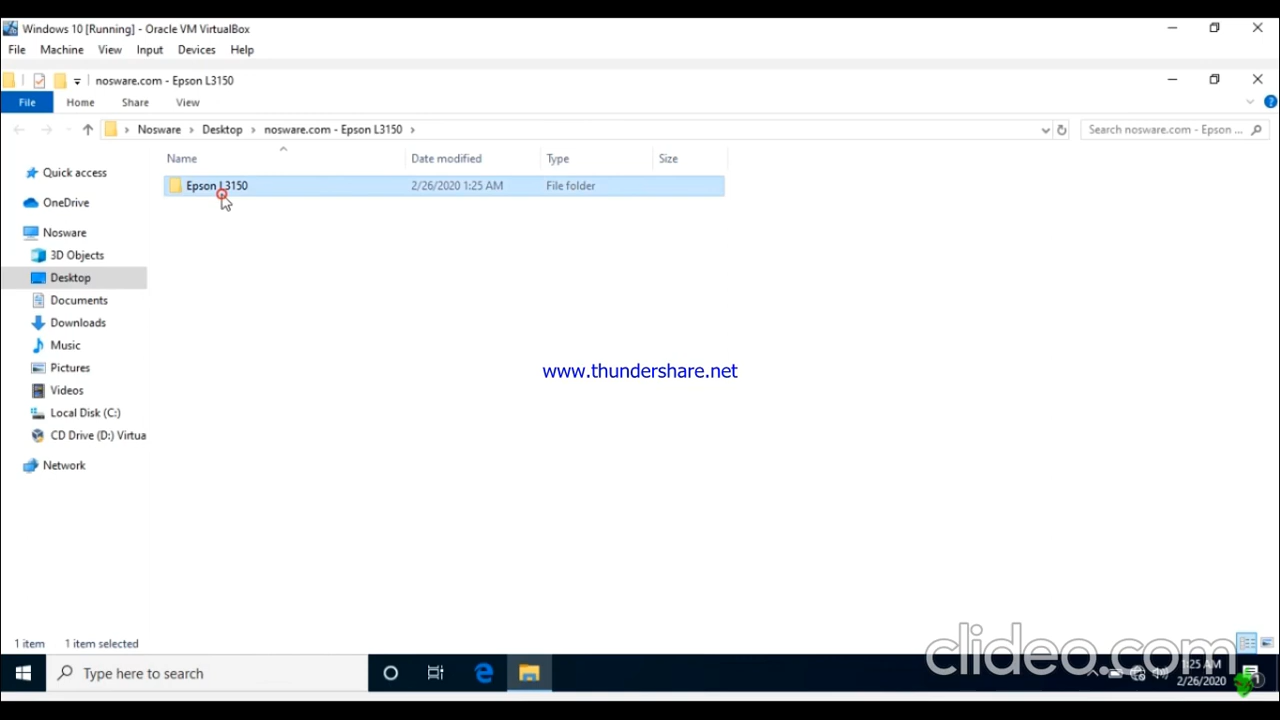 Windows 10 [Running] - Oracle VM VirtualBox
File Machine View Input Devices Help
nosware.com - Epson L3150
File Home Share View
Nosware > Desktop > nosware.com - Epson L3150 >
Search nosware.com - Epson ...
Name Date modified Type Size
Epson L3150 2/26/2020 1:25 AM File folder
Quick access
OneDrive
Nosware
3D Objects
Desktop
Documents
Downloads
Music
Pictures
Videos
Local Disk (C:)
CD Drive (D:) Virtua
Network
www.thundershare.net
1 item 1 item selected
clideo.com
Type here to search
1:25 AM
2/26/2020
1